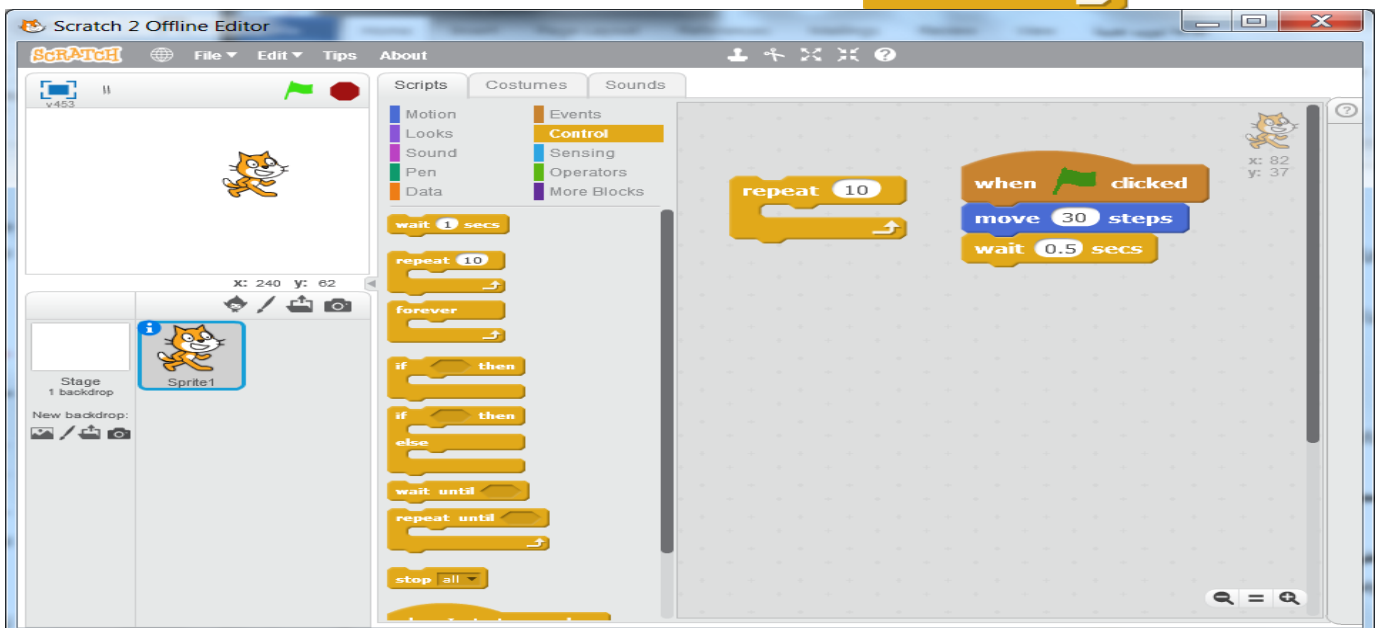 Scratch 2 Offline Editor
SCRATCH File Edit Tips About
v453
x: 240 y: 62
Stage
1 backdrop
New backdrop:
Sprite1
Scripts Costumes Sounds
Motion Events
Looks Control
Sound Sensing
Pen Operators
Data More Blocks
wait 1 secs
repeat 10
forever
if then
if then
else
wait until
repeat until
stop all
repeat 10
when clicked
move 30 steps
wait 0.5 secs
x: 82
y: 37